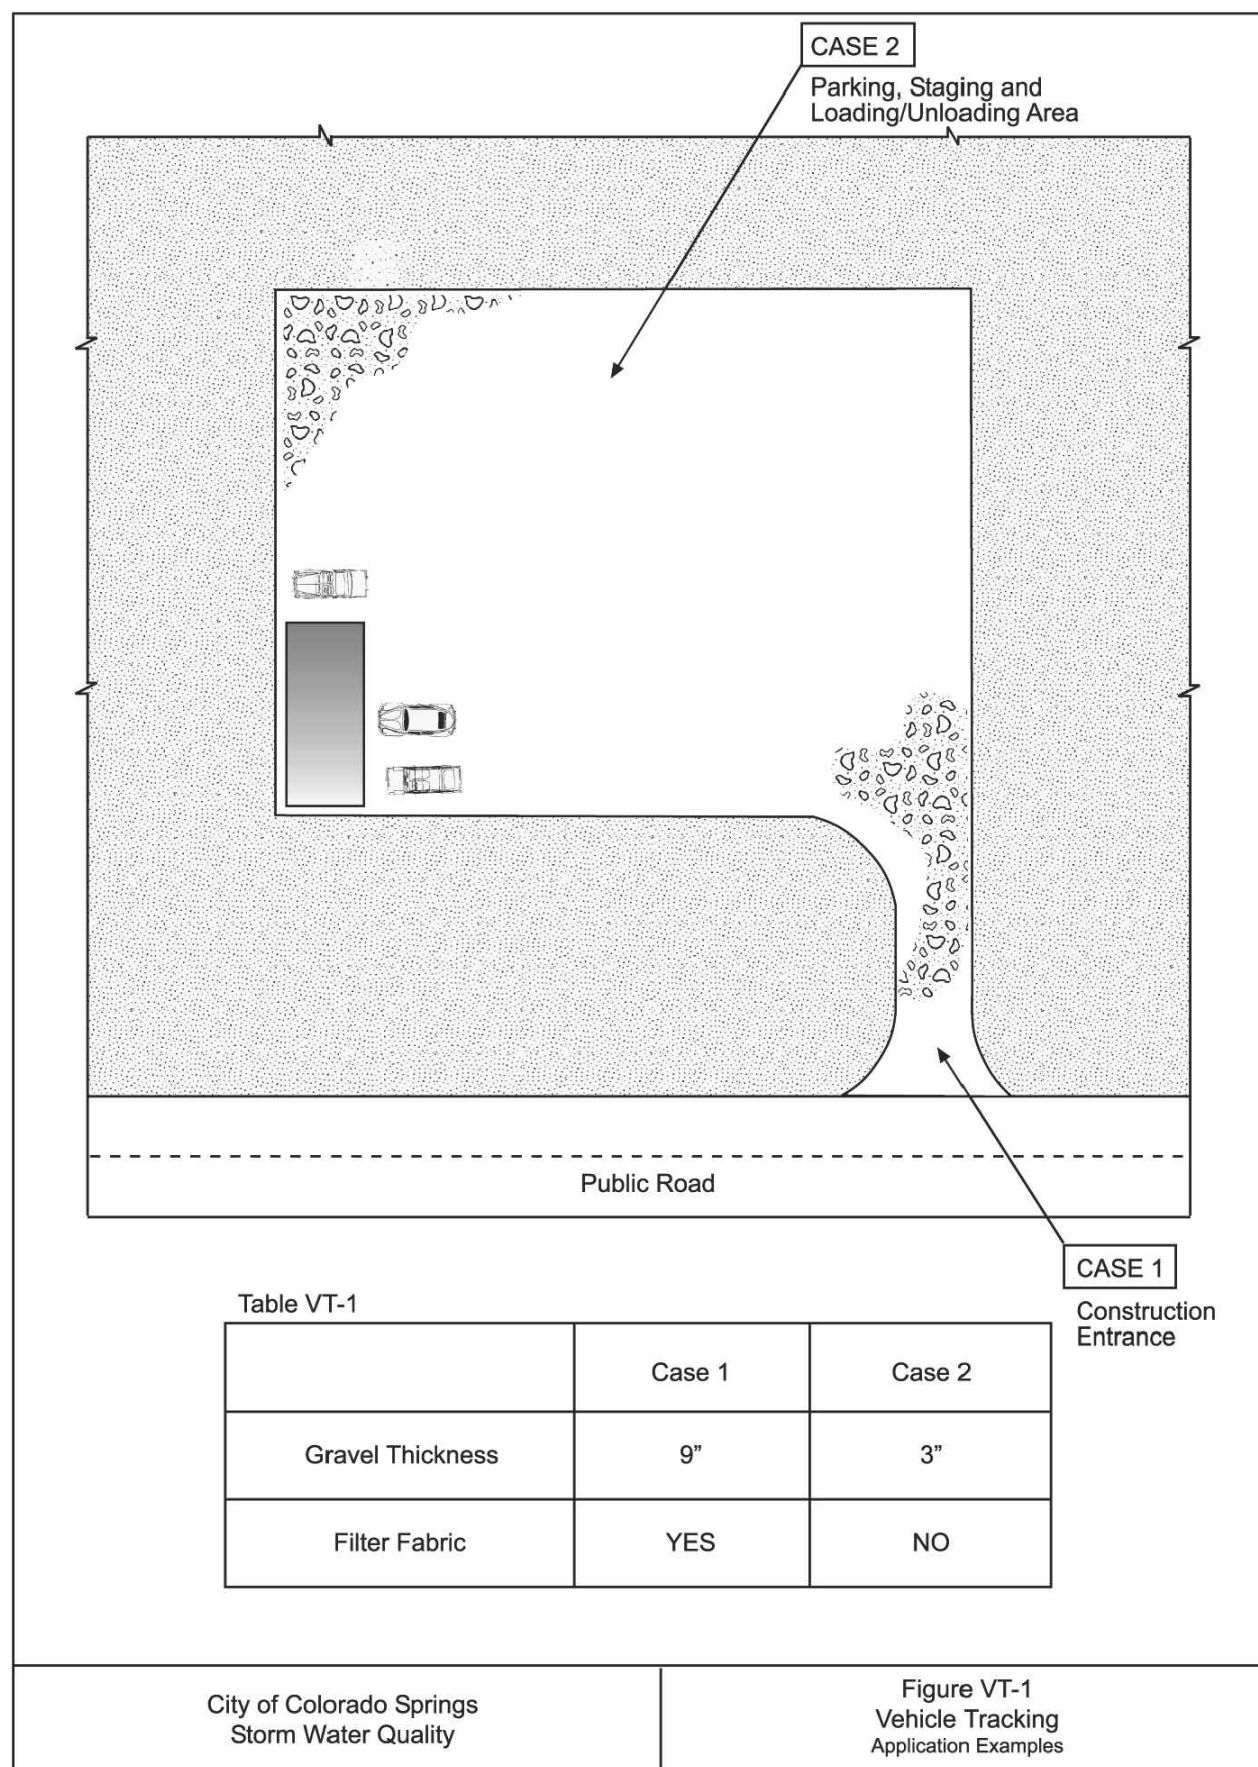 CASE 2
Parking, Staging and
Loading/Unloading Area
Public Road
CASE 1
Construction
Entrance
Table VT-1
Case 1 Case 2
Gravel Thickness 9” 3”
Filter Fabric YES NO
City of Colorado Springs
Storm Water Quality
Figure VT-1
Vehicle Tracking
Application Examples